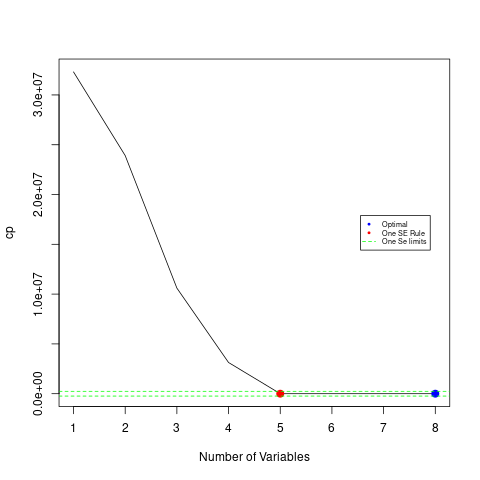 3.0e+07
2.0e+07
1.0e+07
0.0e+00
cp
Optimal
One SE Rule
One Se limits
1 2 3 4 5 6 7 8
Number of Variables